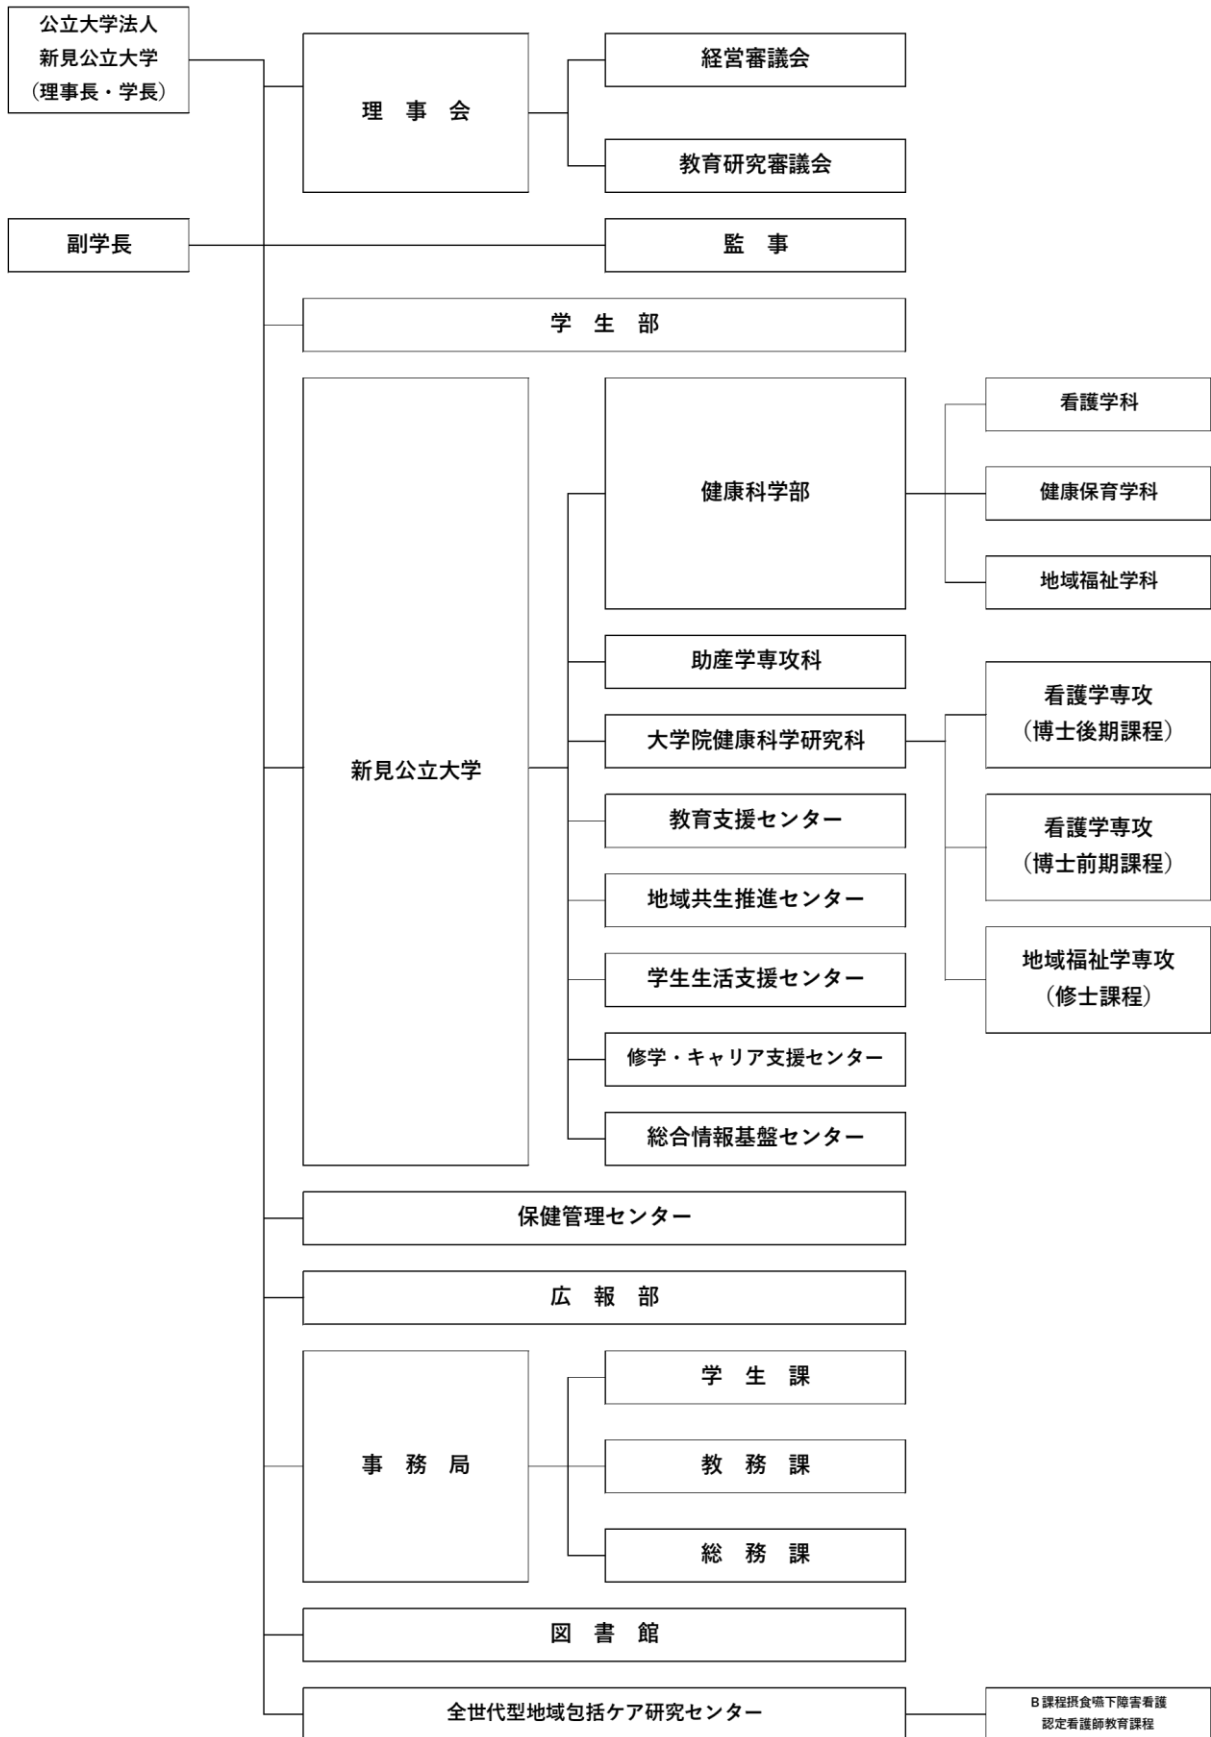 公立大学法人
新見公立大学
（理事長・学長）
理　事　会
経営審議会
教育研究審議会
副学長
監　事
学　生　部
新見公立大学
健康科学部
看護学科
健康保育学科
地域福祉学科
助産学専攻科
大学院健康科学研究科
看護学専攻
（博士後期課程）
看護学専攻
（博士前期課程）
地域福祉学専攻
（修士課程）
教育支援センター
地域共生推進センター
学生生活支援センター
修学・キャリア支援センター
総合情報基盤センター
保健管理センター
広　報　部
事　務　局
学　生　課
教　務　課
総　務　課
図　書　館
全世代型地域包括ケア研究センター
B課程摂食嚥下障害看護
認定看護師教育課程